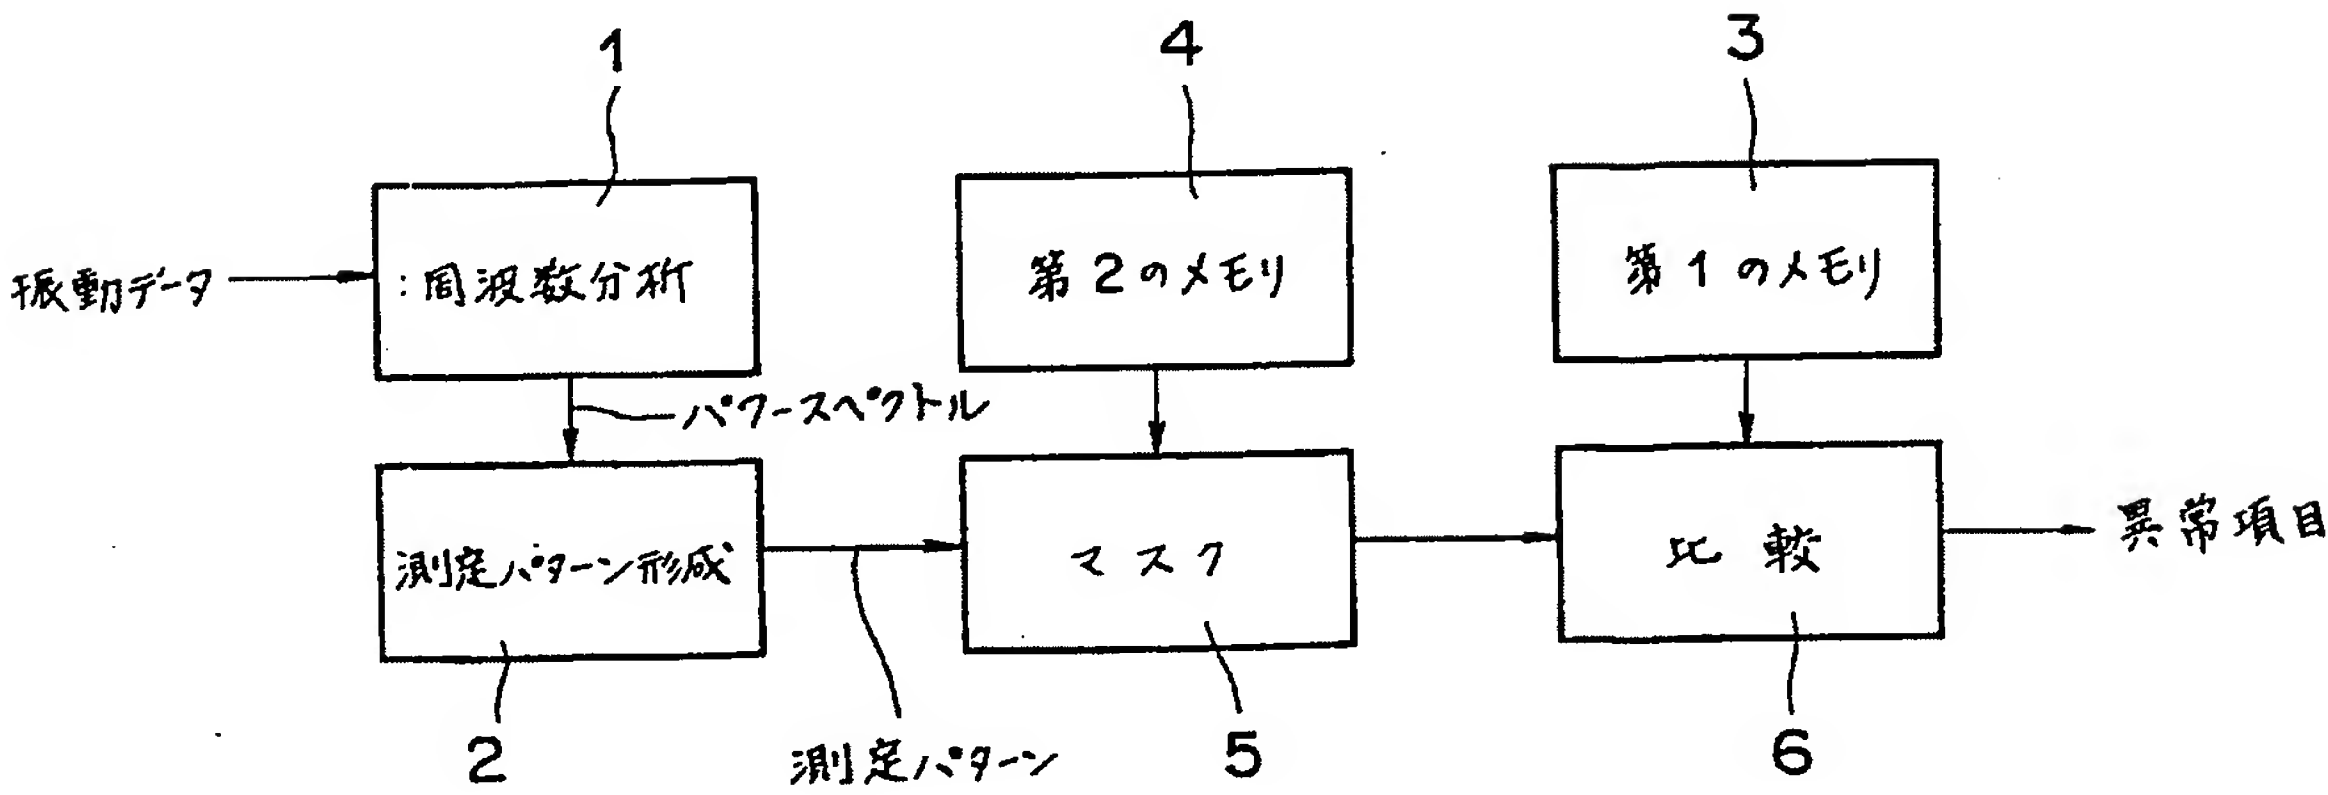 1
4
3
振動データ
周波数分析
第2のメモリ
第1のメモリ
パワースペクトル
測定パターン形成
マスク
比較
異常項目
2
測定パターン
5
6